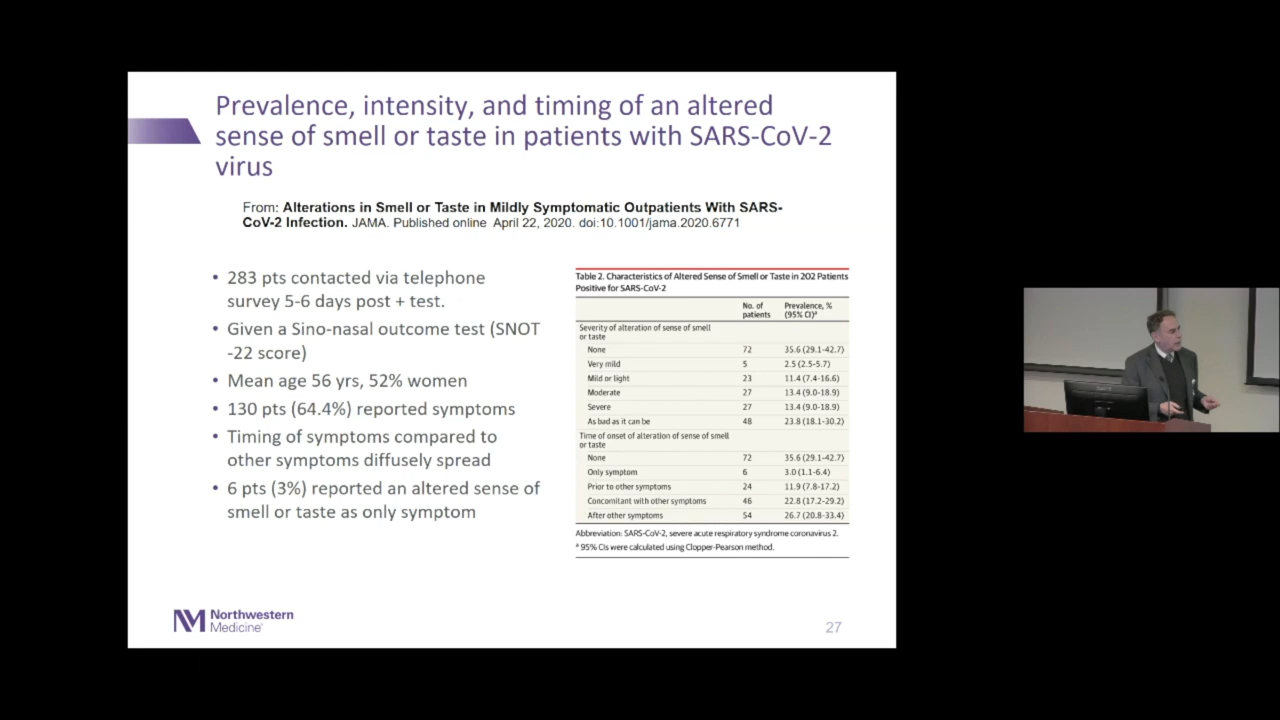 Prevalence, intensity, and timing of an altered
sense of smell or taste in patients with SARS-CoV-2
virus
From: Alterations in Smell or Taste in Mildly Symptomatic Outpatients With SARS-
CoV-2 Infection. JAMA. Published online April 22, 2020. doi:10.1001/jama.2020.6771
• 283 pts contacted via telephone
survey 5-6 days post + test.
• Given a Sino-nasal outcome test (SNOT
-22 score)
• Mean age 56 yrs, 52% women
• 130 pts (64.4%) reported symptoms
• Timing of symptoms compared to
other symptoms diffusely spread
• 6 pts (3%) reported an altered sense of
smell or taste as only symptom
Table 2. Characteristics of Altered Sense of Smell or Taste in 202 Patients
Positive for SARS-CoV-2
No. of patients Prevalence, % (95% CI)a
Severity of alteration of sense of smell
or taste
None 72 35.6 (29.1-42.7)
Very mild 5 2.5 (2.5-5.7)
Mild or light 23 11.4 (7.4-16.6)
Moderate 27 13.4 (9.0-18.9)
Severe 27 13.4 (9.0-18.9)
As bad as it can be 48 23.8 (18.1-30.2)
Time of onset of alteration of sense of smell
or taste
None 72 35.6 (29.1-42.7)
Only symptom 6 3.0 (1.1-6.4)
Prior to other symptoms 24 11.9 (7.8-17.2)
Concomitant with other symptoms 46 22.8 (17.2-29.2)
After other symptoms 54 26.7 (20.8-33.4)
Abbreviation: SARS-CoV-2, severe acute respiratory syndrome coronavirus 2.
a 95% CIs were calculated using Clopper-Pearson method.
Northwestern
Medicine
27